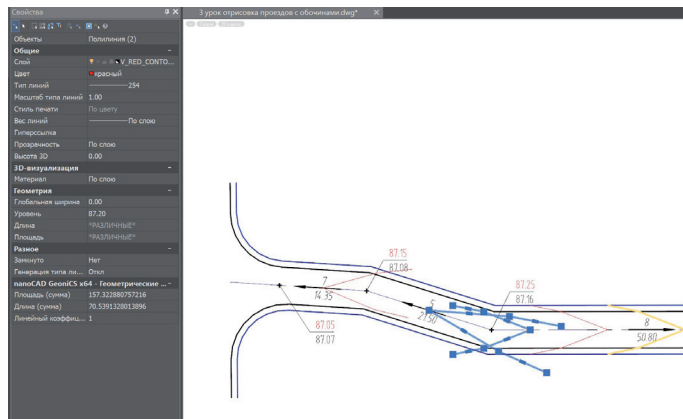 Свойства
3 урок отрисовка проездов с обочинами.dwg*
Объекты Полилиния (2)
Общие
Слой V_RED_CONTO...
Цвет красный
Тип линий 254
Масштаб типа линий 1.00
Стиль печати По цвету
Вес линий По слою
Гиперссылка
Прозрачность По слою
Высота 3D 0.00
3D-визуализация
Материал По слою
Геометрия
Глобальная ширина 0.00
Уровень 87.20
Длина *РАЗЛИЧНЫЕ*
Площадь *РАЗЛИЧНЫЕ*
Разное
Замкнуто Нет
Генерация типа ли... Откл
nanoCAD GeoniCS x64 - Геометрические ...
Площадь (сумма) 157.322880757216
Длина (сумма) 70.5391328013896
Линейный коэффиц... 1
87.15
87.08
87.25
87.16
7
14.35
5
21.50
8
50.80
87.05
87.07